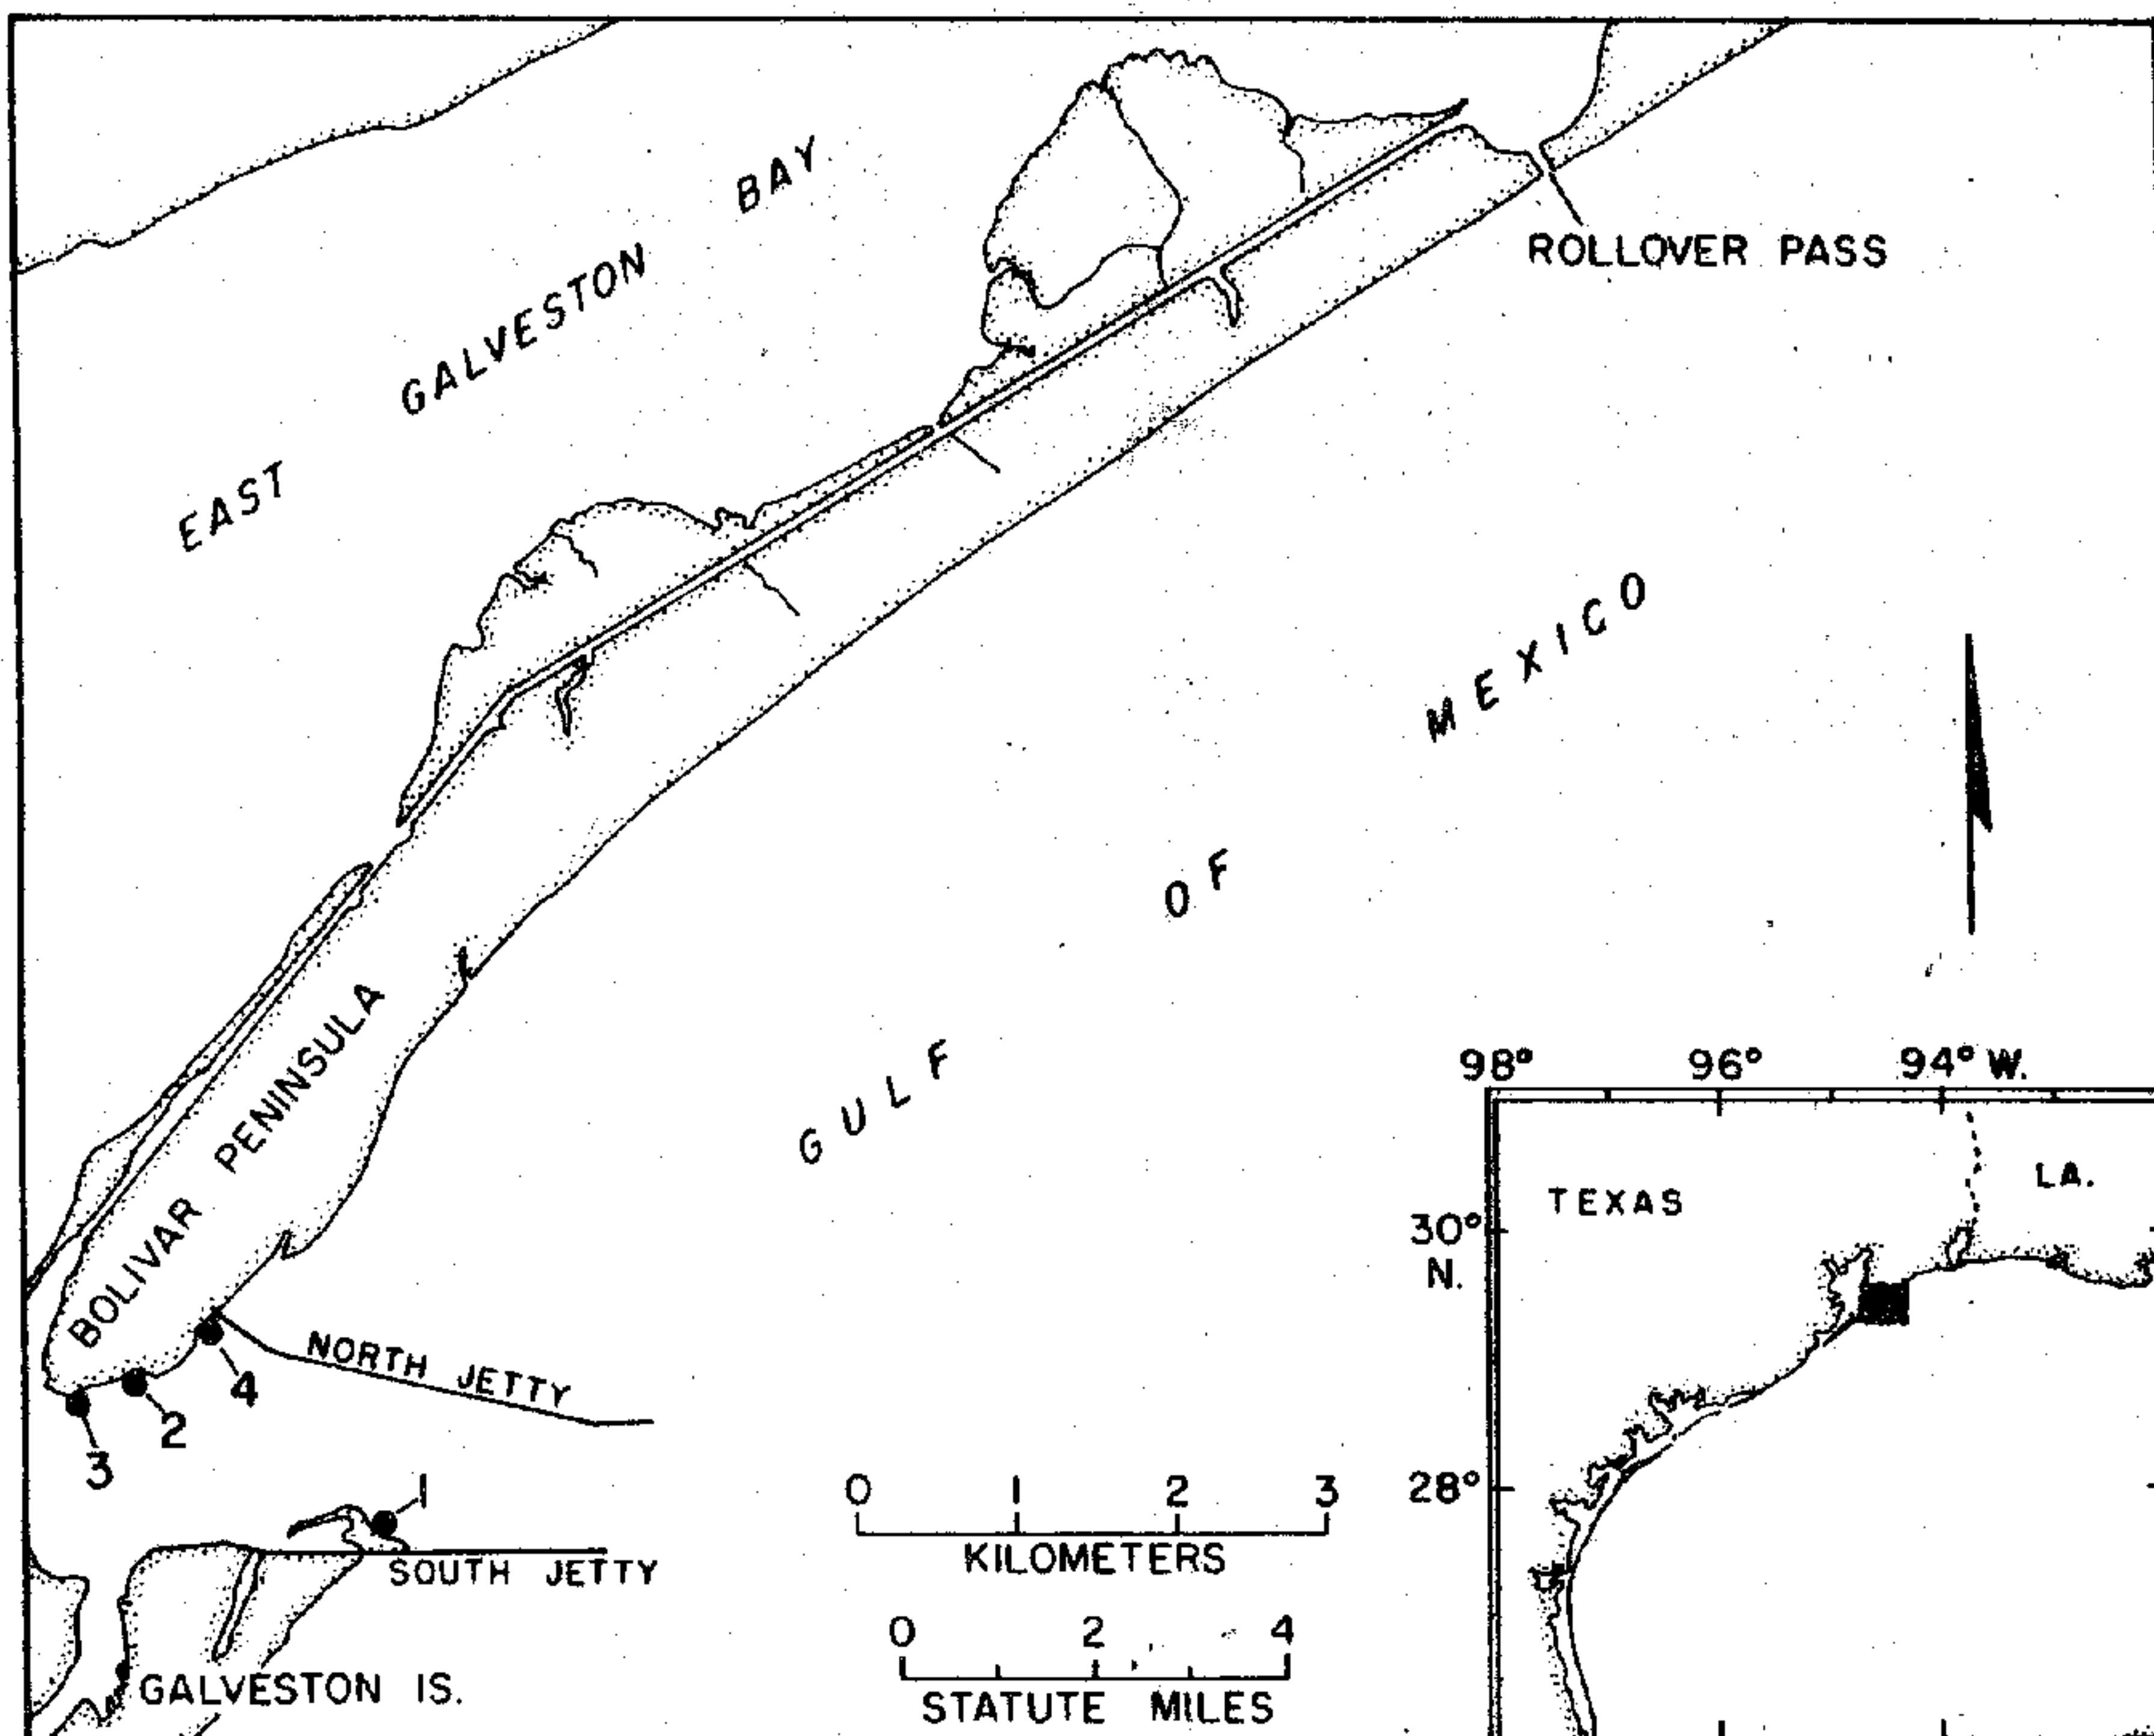 EAST GALVESTON BAY
ROLLOVER PASS
GULF OF MEXICO
BOLIVAR PENINSULA
NORTH JETTY
4
2
3
1
SOUTH JETTY
GALVESTON IS.
0 1 2 3
KILOMETERS
0 2 4
STATUTE MILES
98° 96° 94° W.
TEXAS
LA.
30°
N.
28°